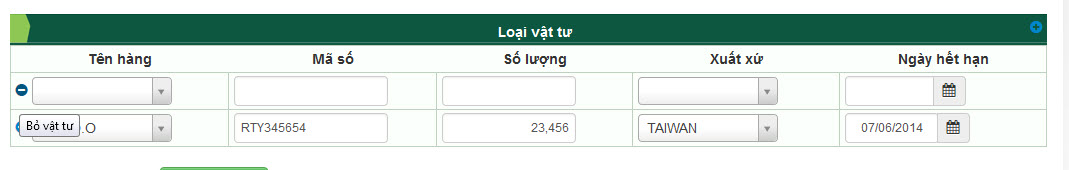 Loại vật tư
Tên hàng Mã số Số lượng Xuất xứ Ngày hết hạn
Bỏ vật tư .O RTY345654 23,456 TAIWAN 07/06/2014